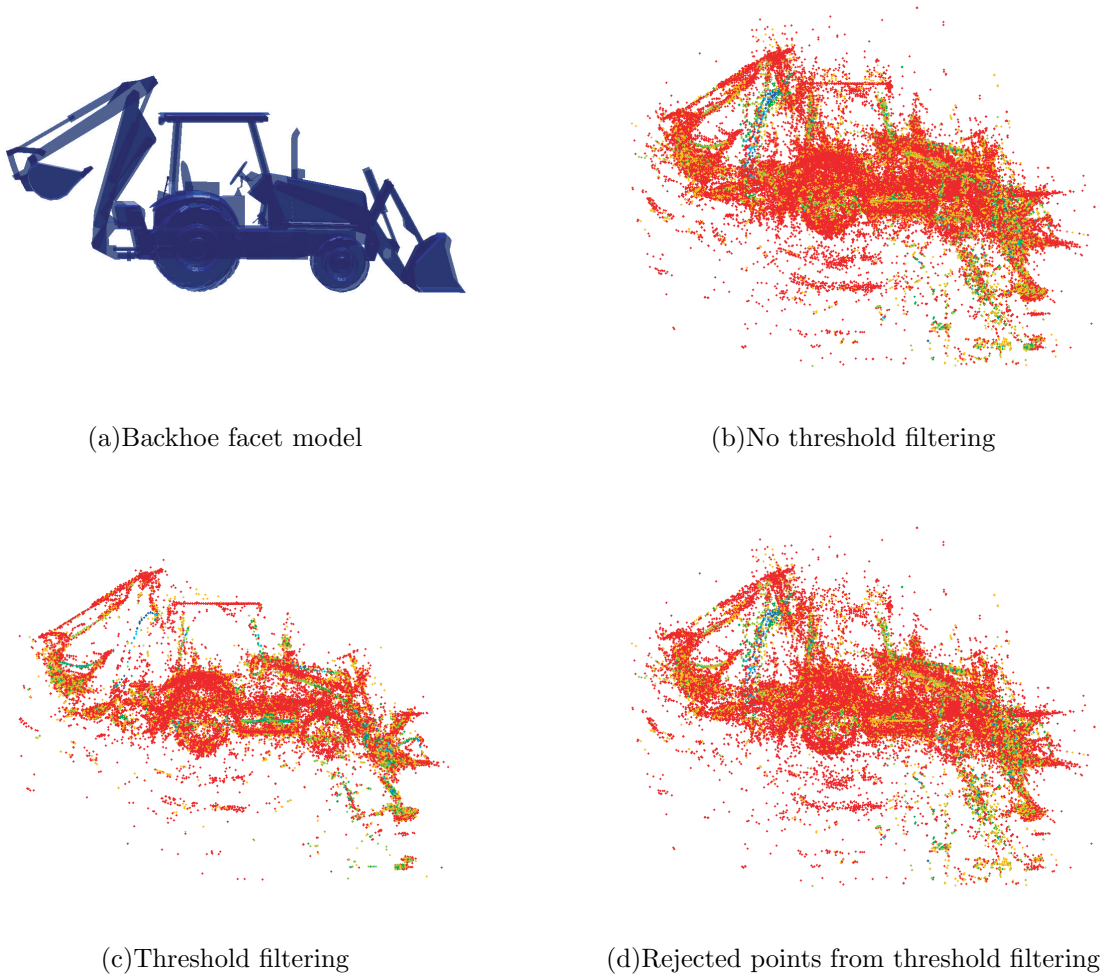 (a)Backhoe facet model
(b)No threshold filtering
(c)Threshold filtering
(d)Rejected points from threshold filtering